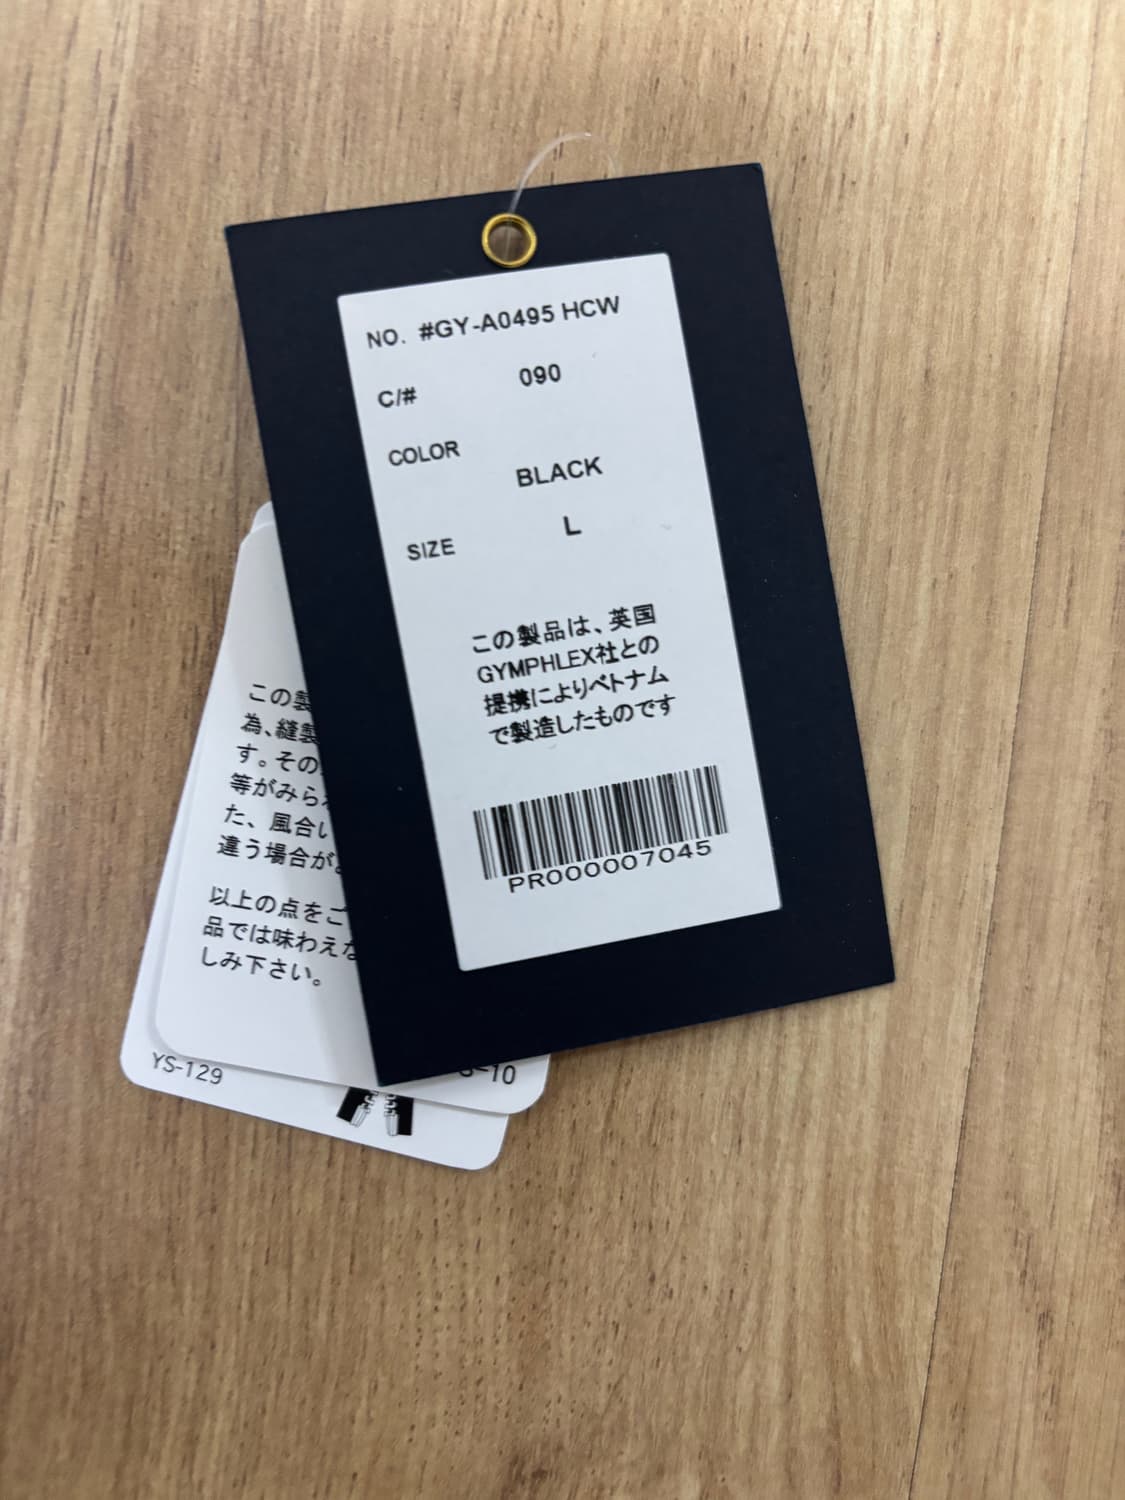 NO. #GY-A0495 HCW
C/# 090
COLOR
BLACK
SIZE L
この製品は、英国
GYMPHLEX社との
提携によりベトナム
で製造したものです
PR000007045
この製
為、縫製
す。その
等がみら
た、風合い
違う場合が
以上の点をご
品では味わえな
しみ下さい。
YS-129
-10